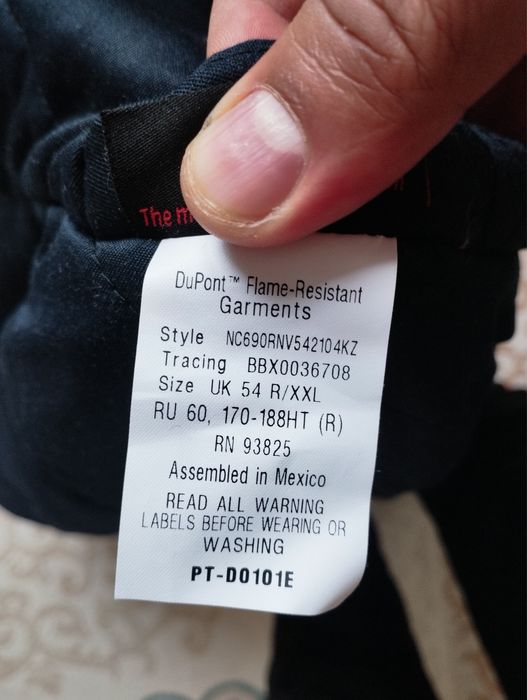 The
DuPont™ Flame-Resistant
Garments
Style NC690RNV542104KZ
Tracing BBX0036708
Size UK 54 R/XXL
RU 60, 170-188HT (R)
RN 93825
Assembled in Mexico
READ ALL WARNING
LABELS BEFORE WEARING OR
WASHING
PT-D0101E